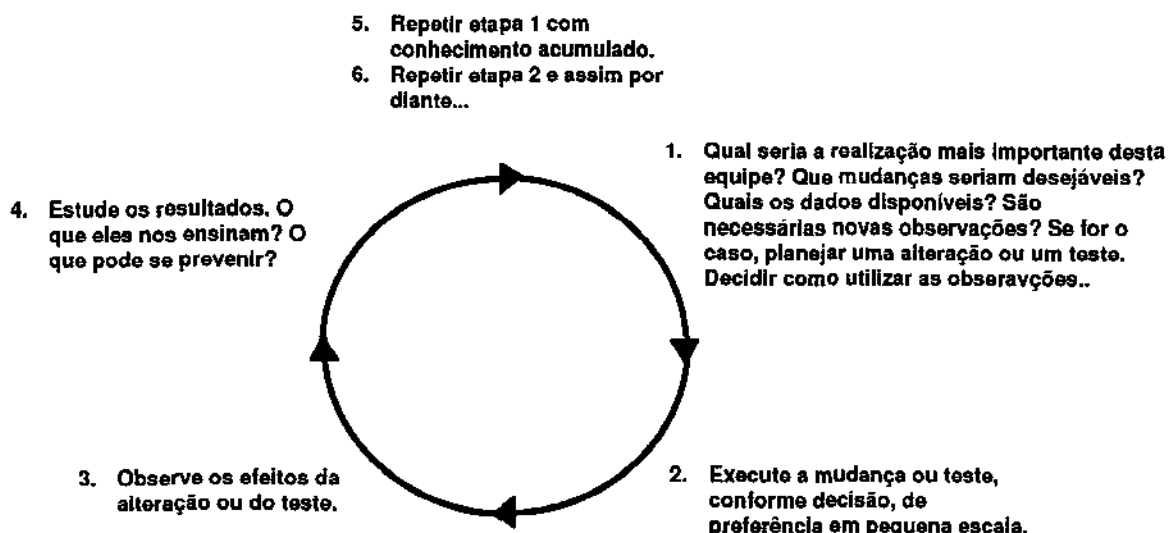 5. Repetir etapa 1 com
conhecimento acumulado.
6. Repetir etapa 2 e assim por
diante...
1. Qual seria a realização mais importante desta
equipe? Que mudanças seriam desejáveis?
Quais os dados disponíveis? São
necessárias novas observações? Se for o
caso, planejar uma alteração ou um teste.
Decidir como utilizar as obseravções..
4. Estude os resultados. O
que eles nos ensinam? O
que pode se prevenir?
3. Observe os efeitos da
alteração ou do teste.
2. Execute a mudança ou teste,
conforme decisão, de
preferência em pequena escala.